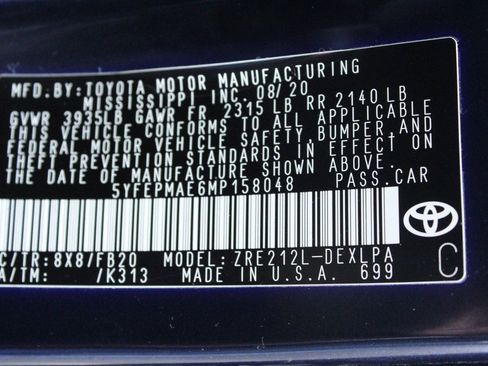 MFD.BY: TOYOTA MOTOR MANUFACTURING
MISSISSIPPI INC. 08/20
GVWR 3935LB GAWR FR 2315 LB RR 2140 LB
THIS VEHICLE CONFORMS TO ALL APPLICABLE
FEDERAL MOTOR VEHICLE SAFETY, BUMPER, AND
THEFT PREVENTION STANDARDS IN EFFECT ON
THE DATE OF MANUFACTURE SHOWN ABOVE.
5YFEPMAE6MP158048 PASS.CAR
C/TR: 8X8/FB20 MODEL: ZRE212L-DEXLPA
A/TM: /K313 MADE IN U.S.A. 699
C